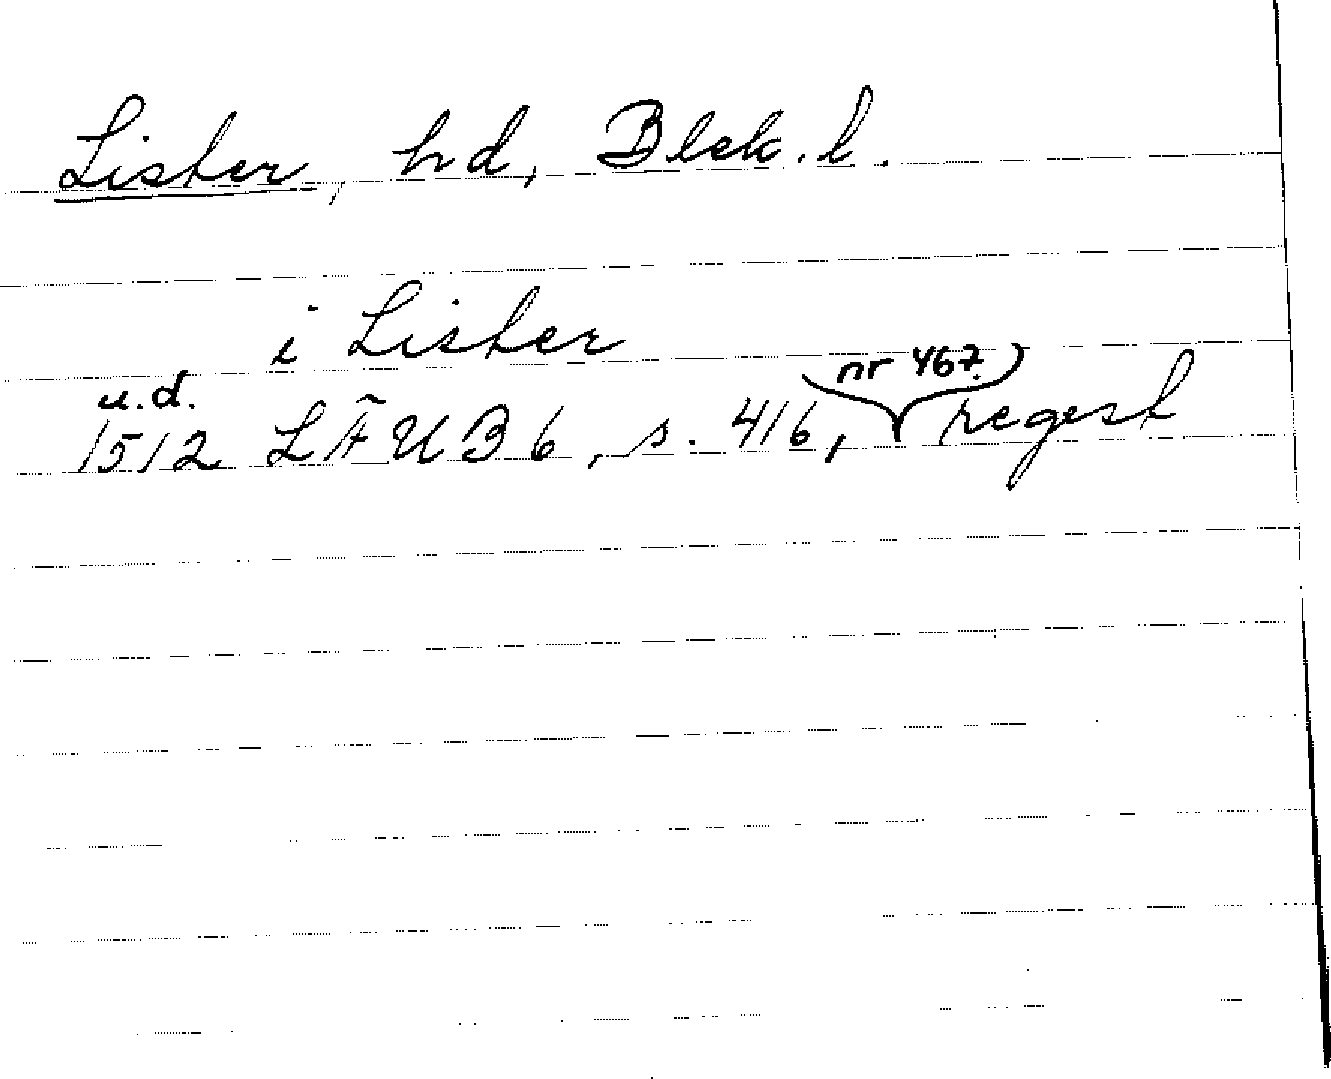 Lister, hd, Blek. l.
i Lister
u.d.
1512 LÄUB 6, s. 416, nr 467. regest